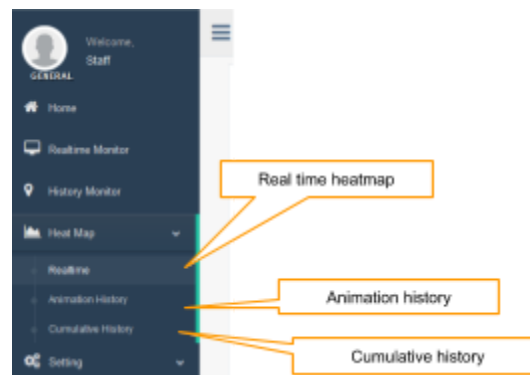 Welcome,
Staff
GENERAL
Home
Realtime Monitor
History Monitor
Heat Map
Realtime
Animation History
Cumulative History
Setting
Real time heatmap
Animation history
Cumulative history